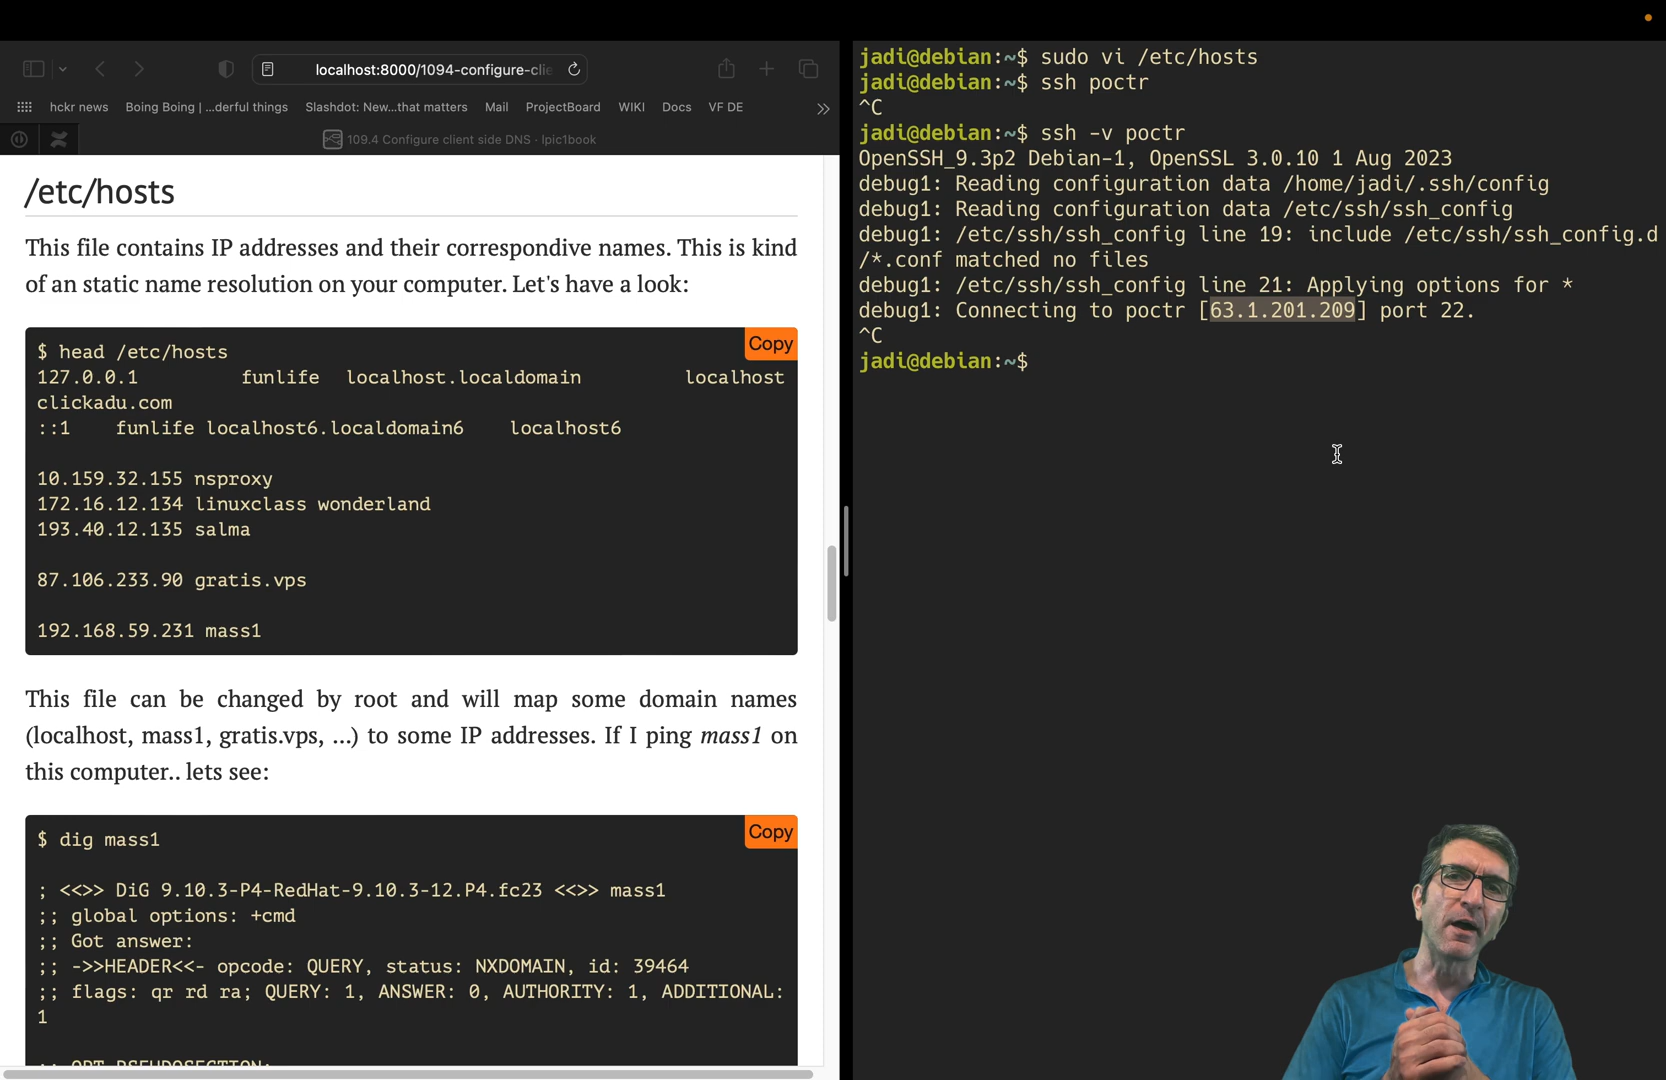 localhost:8000/1094-configure-clie
hckr news Boing Boing | ...derful things Slashdot: New...that matters Mail ProjectBoard WIKI Docs VF DE
109.4 Configure client side DNS · lpic1book
/etc/hosts
This file contains IP addresses and their correspondive names. This is kind
of an static name resolution on your computer. Let's have a look:
Copy
$ head /etc/hosts
127.0.0.1 funlife localhost.localdomain localhost
clickadu.com
::1 funlife localhost6.localdomain6 localhost6
10.159.32.155 nsproxy
172.16.12.134 linuxclass wonderland
193.40.12.135 salma
87.106.233.90 gratis.vps
192.168.59.231 mass1
This file can be changed by root and will map some domain names
(localhost, mass1, gratis.vps, ...) to some IP addresses. If I ping mass1 on
this computer.. lets see:
Copy
$ dig mass1
; <<>> DiG 9.10.3-P4-RedHat-9.10.3-12.P4.fc23 <<>> mass1
;; global options: +cmd
;; Got answer:
;; ->>HEADER<<- opcode: QUERY, status: NXDOMAIN, id: 39464
;; flags: qr rd ra; QUERY: 1, ANSWER: 0, AUTHORITY: 1, ADDITIONAL:
1
;; OPT PSEUDOSECTION:
jadi@debian:~$ sudo vi /etc/hosts
jadi@debian:~$ ssh poctr
^C
jadi@debian:~$ ssh -v poctr
OpenSSH_9.3p2 Debian-1, OpenSSL 3.0.10 1 Aug 2023
debug1: Reading configuration data /home/jadi/.ssh/config
debug1: Reading configuration data /etc/ssh/ssh_config
debug1: /etc/ssh/ssh_config line 19: include /etc/ssh/ssh_config.d
/*.conf matched no files
debug1: /etc/ssh/ssh_config line 21: Applying options for *
debug1: Connecting to poctr [63.1.201.209] port 22.
^C
jadi@debian:~$